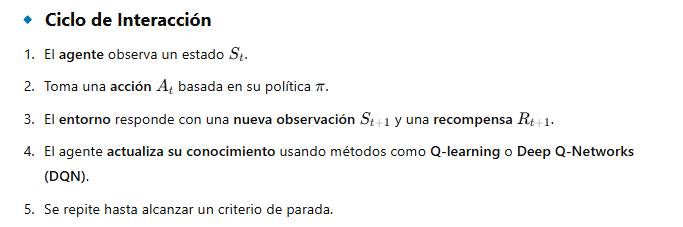 🔹 Ciclo de Interacción
1. El agente observa un estado $S_t$.
2. Toma una acción $A_t$ basada en su política $\pi$.
3. El entorno responde con una nueva observación $S_{t+1}$ y una recompensa $R_{t+1}$.
4. El agente actualiza su conocimiento usando métodos como Q-learning o Deep Q-Networks
(DQN).
5. Se repite hasta alcanzar un criterio de parada.